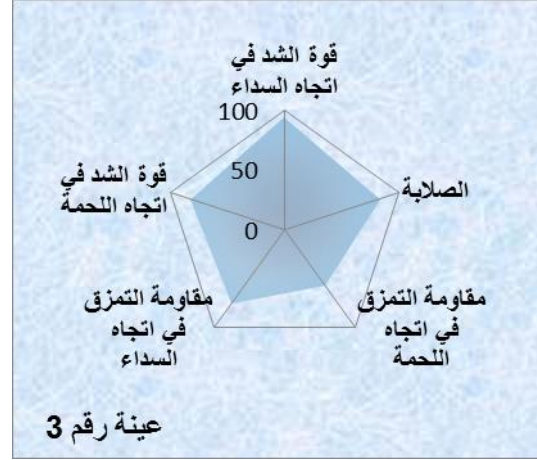 قوة الشد في
اتجاه السداء
100
50
0
الصلابة
قوة الشد في
اتجاه اللحمة
مقاومة التمزق
في اتجاه
اللحمة
مقاومة التمزق
في اتجاه
السداء
عينة رقم 3